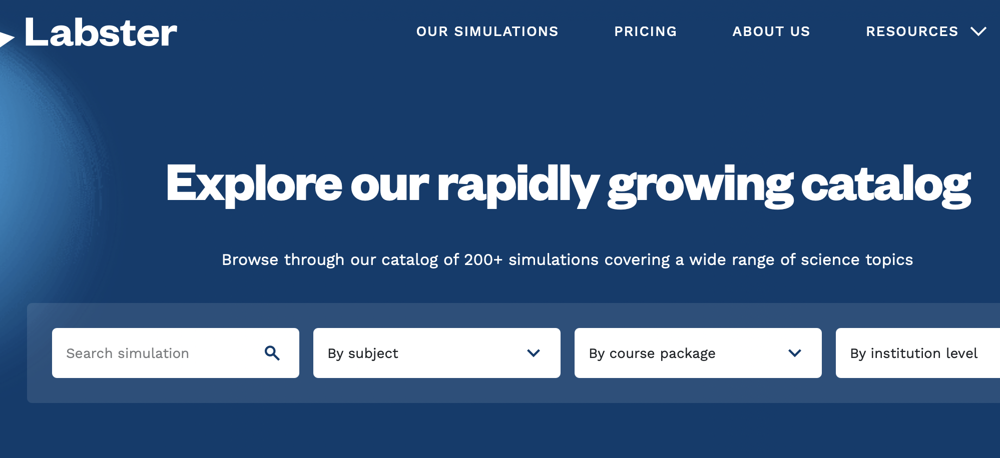 Labster
OUR SIMULATIONS
PRICING
ABOUT US
RESOURCES
Explore our rapidly growing catalog
Browse through our catalog of 200+ simulations covering a wide range of science topics
Search simulation
By subject
By course package
By institution level